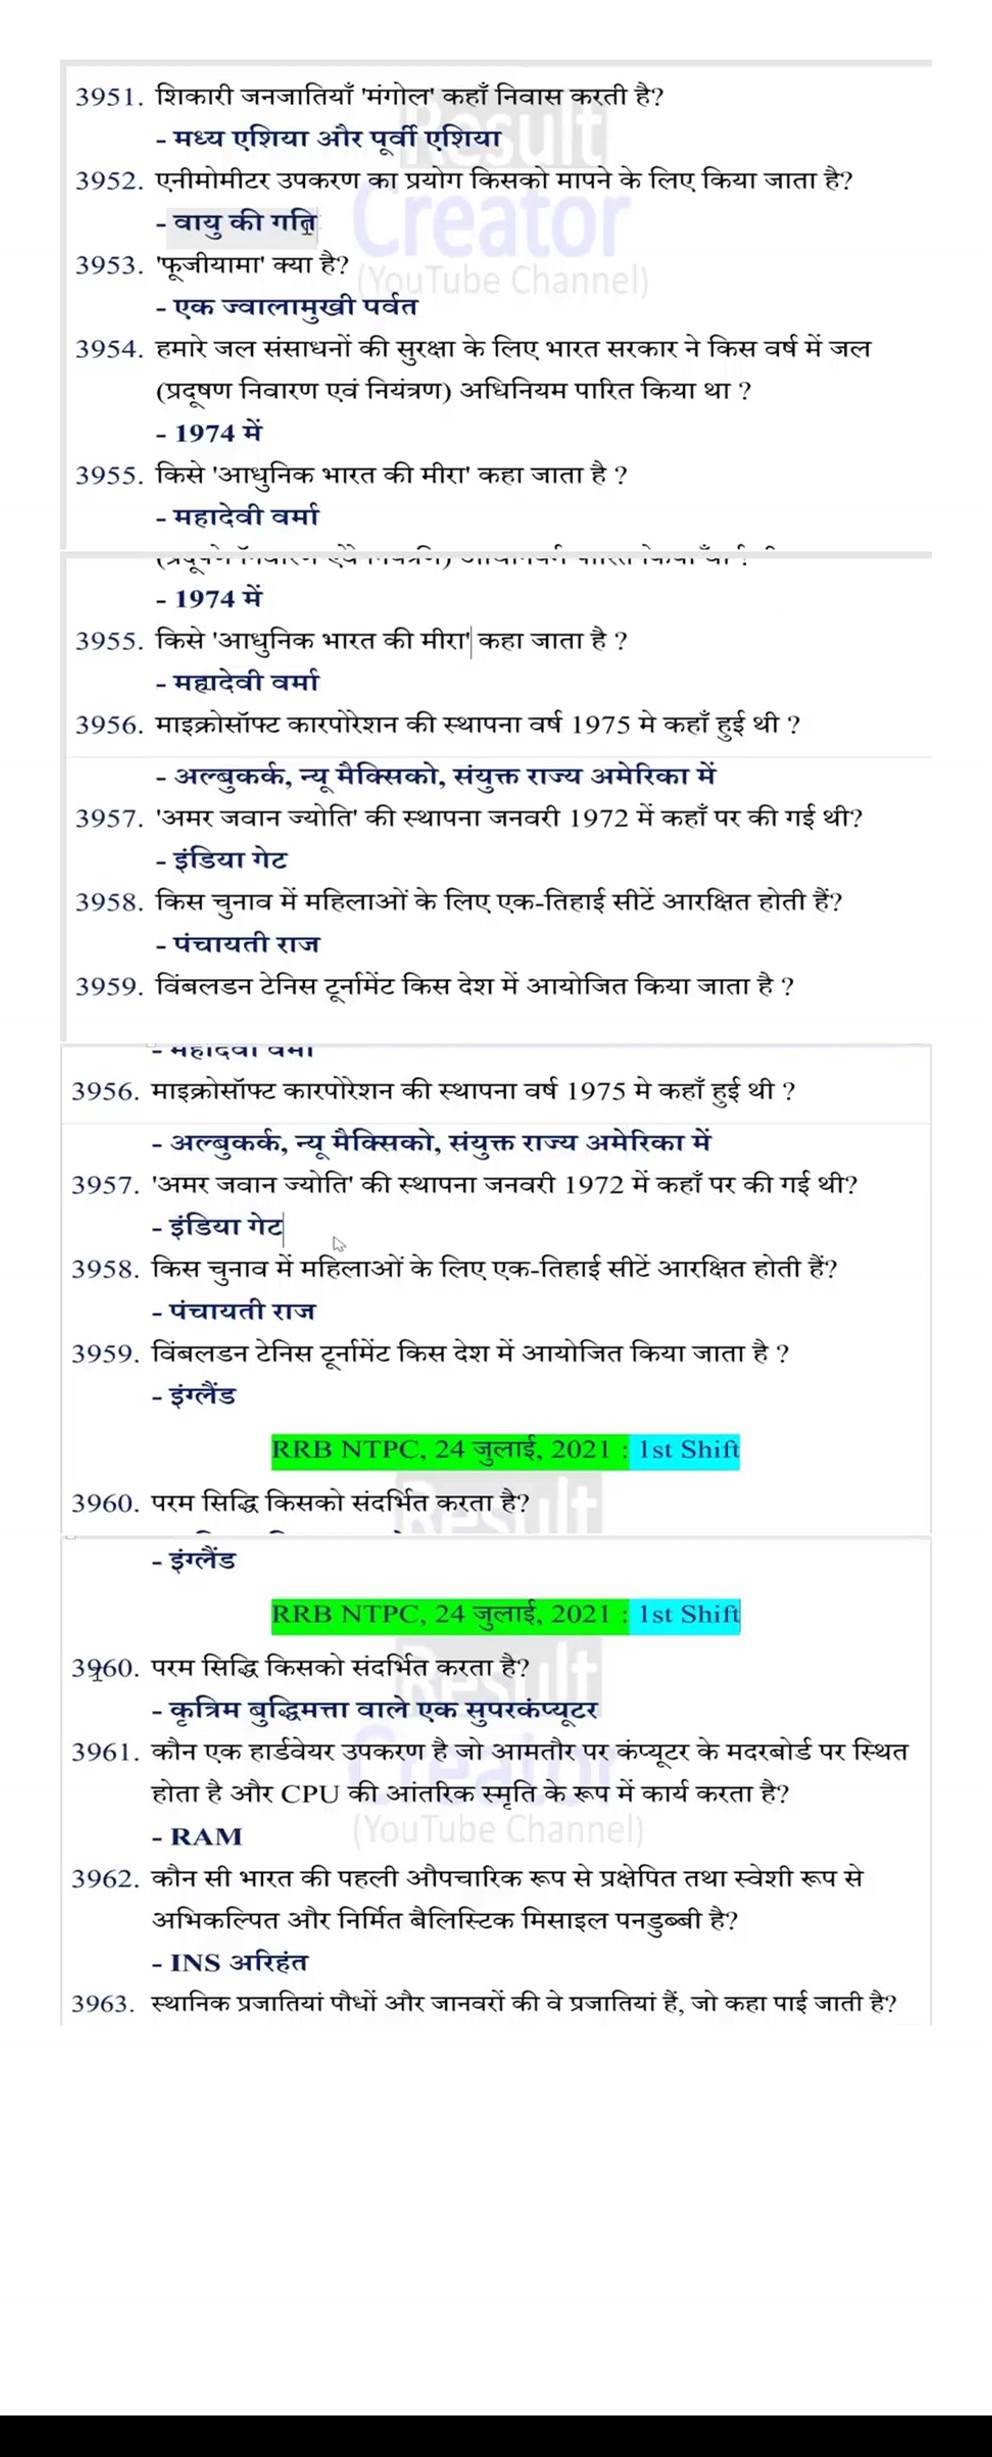 3951. शिकारी जनजातियाँ 'मंगोल' कहाँ निवास करती है?
- मध्य एशिया और पूर्वी एशिया
3952. एनीमोमीटर उपकरण का प्रयोग किसको मापने के लिए किया जाता है?
- वायु की गति
3953. 'फूजीयामा' क्या है?
- एक ज्वालामुखी पर्वत
3954. हमारे जल संसाधनों की सुरक्षा के लिए भारत सरकार ने किस वर्ष में जल
(प्रदूषण निवारण एवं नियंत्रण) अधिनियम पारित किया था ?
- 1974 में
3955. किसे 'आधुनिक भारत की मीरा' कहा जाता है ?
- महादेवी वर्मा
- 1974 में
3955. किसे 'आधुनिक भारत की मीरा' कहा जाता है ?
- महादेवी वर्मा
3956. माइक्रोसॉफ्ट कारपोरेशन की स्थापना वर्ष 1975 मे कहाँ हुई थी ?
- अल्बुकर्क, न्यू मैक्सिको, संयुक्त राज्य अमेरिका में
3957. 'अमर जवान ज्योति' की स्थापना जनवरी 1972 में कहाँ पर की गई थी?
- इंडिया गेट
3958. किस चुनाव में महिलाओं के लिए एक-तिहाई सीटें आरक्षित होती हैं?
- पंचायती राज
3959. विंबलडन टेनिस टूर्नामेंट किस देश में आयोजित किया जाता है ?
- महादेवी वर्मा
3956. माइक्रोसॉफ्ट कारपोरेशन की स्थापना वर्ष 1975 मे कहाँ हुई थी ?
- अल्बुकर्क, न्यू मैक्सिको, संयुक्त राज्य अमेरिका में
3957. 'अमर जवान ज्योति' की स्थापना जनवरी 1972 में कहाँ पर की गई थी?
- इंडिया गेट
3958. किस चुनाव में महिलाओं के लिए एक-तिहाई सीटें आरक्षित होती हैं?
- पंचायती राज
3959. विंबलडन टेनिस टूर्नामेंट किस देश में आयोजित किया जाता है ?
- इंग्लैंड
RRB NTPC, 24 जुलाई, 2021 : 1st Shift
3960. परम सिद्धि किसको संदर्भित करता है?
- इंग्लैंड
RRB NTPC, 24 जुलाई, 2021 : 1st Shift
3960. परम सिद्धि किसको संदर्भित करता है?
- कृत्रिम बुद्धिमत्ता वाले एक सुपरकंप्यूटर
3961. कौन एक हार्डवेयर उपकरण है जो आमतौर पर कंप्यूटर के मदरबोर्ड पर स्थित
होता है और CPU की आंतरिक स्मृति के रूप में कार्य करता है?
- RAM
3962. कौन सी भारत की पहली औपचारिक रूप से प्रक्षेपित तथा स्वेशी रूप से
अभिकल्पित और निर्मित बैलिस्टिक मिसाइल पनडुब्बी है?
- INS अरिहंत
3963. स्थानिक प्रजातियां पौधों और जानवरों की वे प्रजातियां हैं, जो कहा पाई जाती है?
Result
Creator
(YouTube Channel)
Result
Result
Creator
(YouTube Channel)